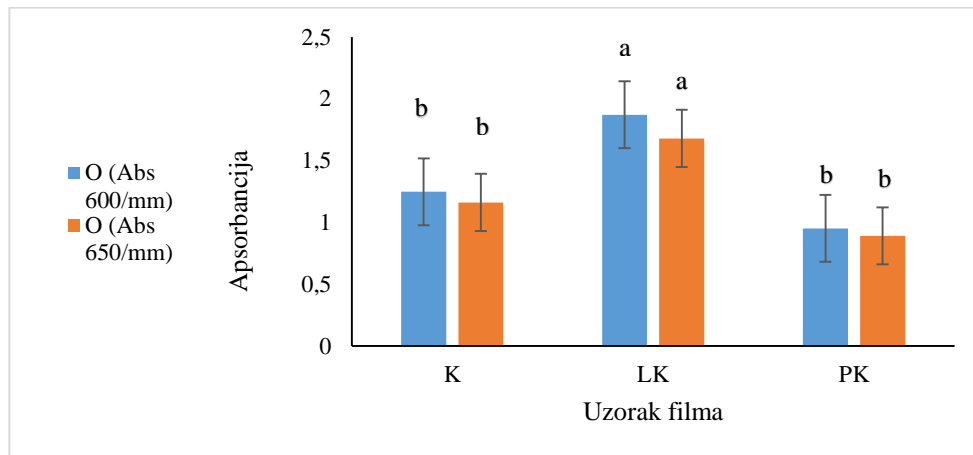 2,5
2
1,5
1
0,5
0
Apsorbancija
O (Abs
600/mm)
O (Abs
650/mm)
b
b
a
a
b
b
K
LK
PK
Uzorak filma